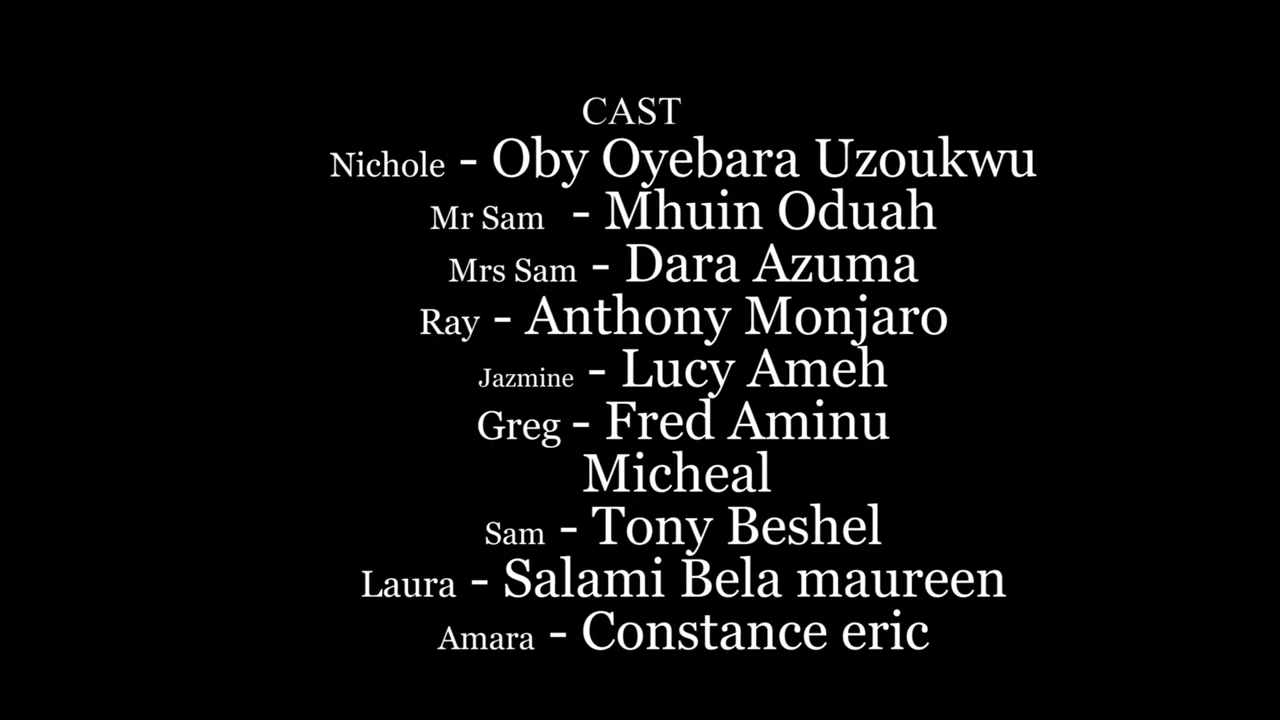 CAST
Nichole - Oby Oyebara Uzoukwu
Mr Sam - Mhuin Oduah
Mrs Sam - Dara Azuma
Ray - Anthony Monjaro
Jazmine - Lucy Ameh
Greg - Fred Aminu
Micheal
Sam - Tony Beshel
Laura - Salami Bela maureen
Amara - Constance eric